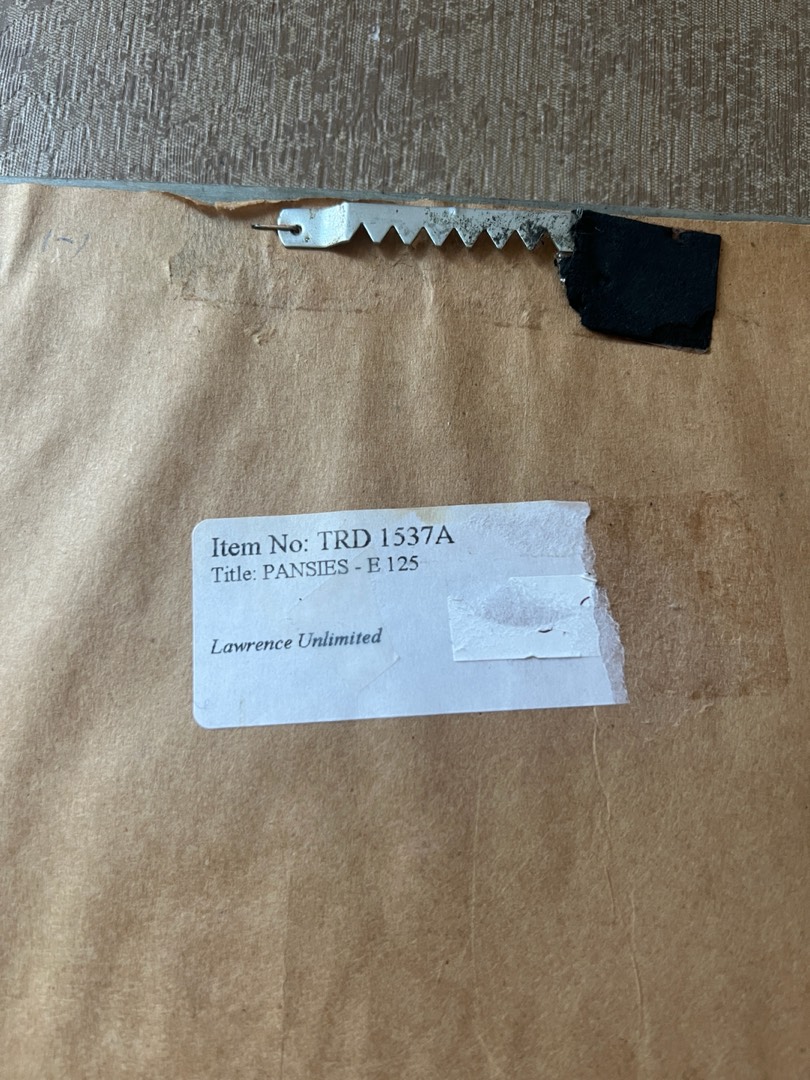 Item No: TRD 1537A
Title: PANSIES - E 125
Lawrence Unlimited